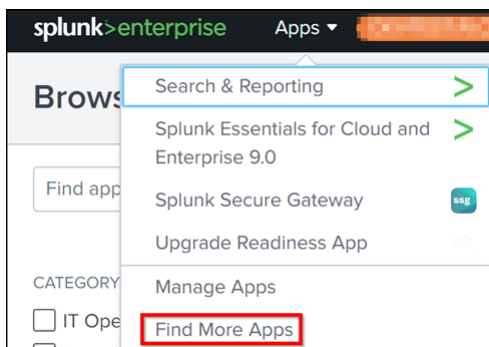 splunk>enterprise Apps
Brows
Search & Reporting
Splunk Essentials for Cloud and
Enterprise 9.0
Find app
Splunk Secure Gateway
ssg
Upgrade Readiness App
CATEGORY
Manage Apps
IT Ope
Find More Apps